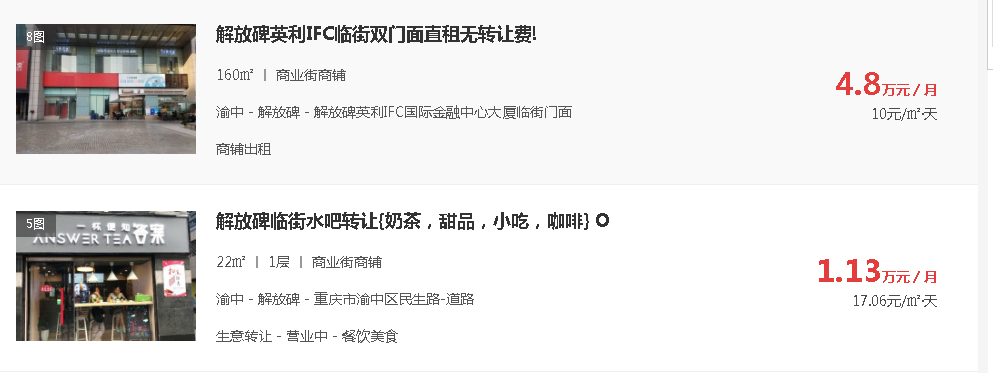 8图
解放碑英利IFC临街双门面直租无转让费!
160㎡ | 商业街商铺
4.8万元/月
渝中 - 解放碑 - 解放碑英利IFC国际金融中心大厦临街门面
10元/㎡·天
商铺出租
5图
一杯便知
ANSWER TEA 答案
解放碑临街水吧转让{奶茶，甜品，小吃，咖啡} O
22㎡ | 1层 | 商业街商铺
1.13万元/月
渝中 - 解放碑 - 重庆市渝中区民生路-道路
17.06元/㎡·天
生意转让 - 营业中 - 餐饮美食